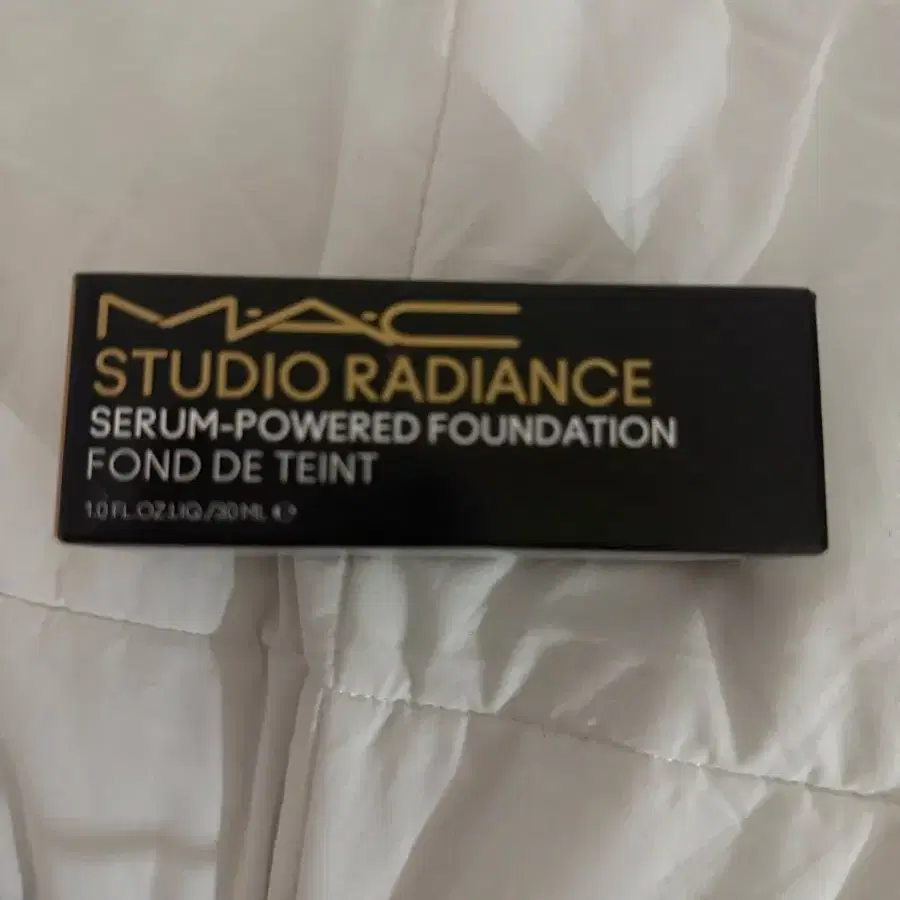 M·A·C
STUDIO RADIANCE
SERUM-POWERED FOUNDATION
FOND DE TEINT
1.0 FL.OZ.LIQ./30 ML ℮